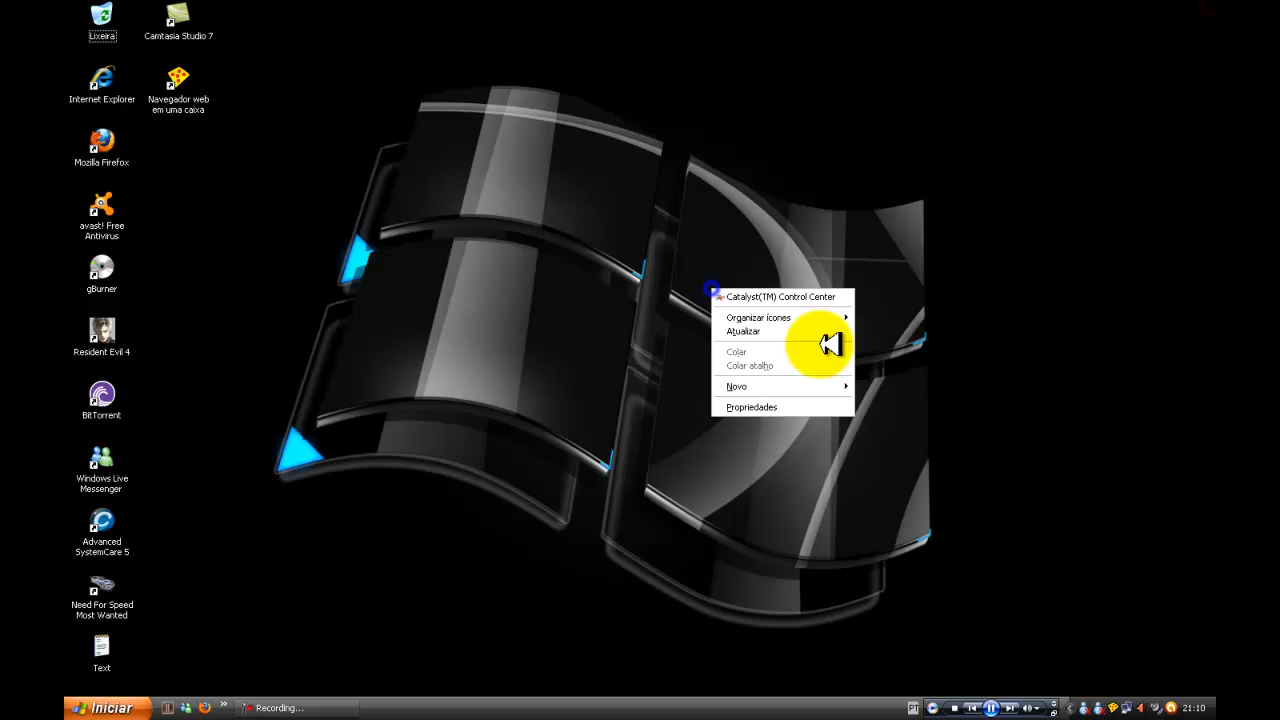 Lixeira
Camtasia Studio 7
Internet Explorer
Navegador web
em uma caixa
Mozilla Firefox
avast! Free
Antivirus
gBurner
Resident Evil 4
BitTorrent
Windows Live
Messenger
Advanced
SystemCare 5
Need For Speed
Most Wanted
Text
Catalyst(TM) Control Center
Organizar ícones
Atualizar
Colar
Colar atalho
Novo
Propriedades
Iniciar
Recording...
PT
21:10